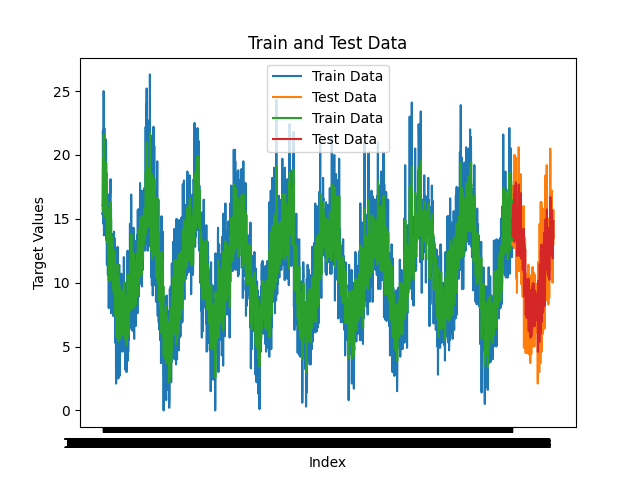 Train and Test Data
Train Data
Test Data
Train Data
Test Data
25
20
15
10
5
0
Target Values
Index